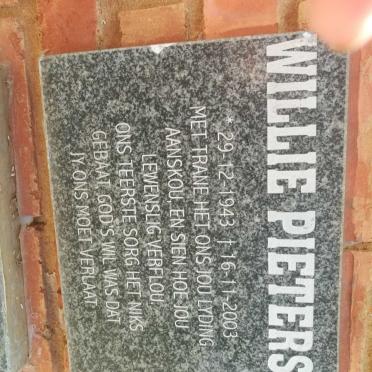 WILLIE PIETERS
* 29-12-1943 † 16-11-2003
MET TRANE HET ONS JOU LYDING
AANSKOU, EN SIEN HOE JOU
LEWENSLIG VERFLOU
ONS TEERSTE SORG HET NIKS
GEBAAT, GOD'S WIL WAS DAT
JY ONS MOET VERLAAT